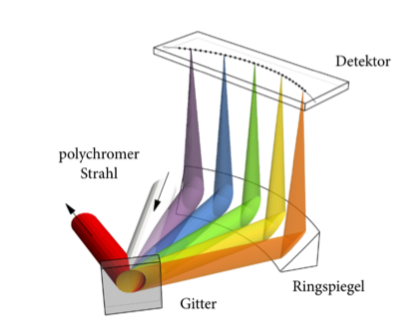 Detektor
polychromer
Strahl
Ringspiegel
Gitter